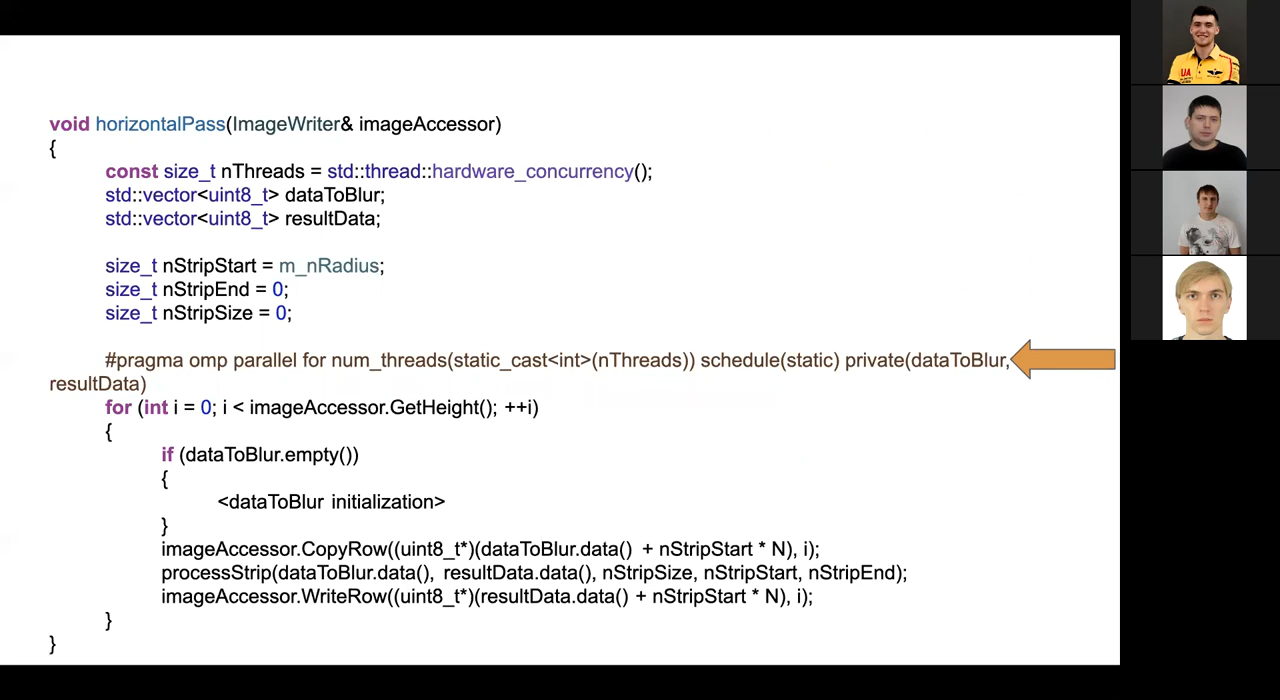 void horizontalPass(ImageWriter& imageAccessor)
{
const size_t nThreads = std::thread::hardware_concurrency();
std::vector<uint8_t> dataToBlur;
std::vector<uint8_t> resultData;
size_t nStripStart = m_nRadius;
size_t nStripEnd = 0;
size_t nStripSize = 0;
#pragma omp parallel for num_threads(static_cast<int>(nThreads)) schedule(static) private(dataToBlur,
resultData)
for (int i = 0; i < imageAccessor.GetHeight(); ++i)
{
if (dataToBlur.empty())
{
<dataToBlur initialization>
}
imageAccessor.CopyRow((uint8_t*)(dataToBlur.data() + nStripStart * N), i);
processStrip(dataToBlur.data(), resultData.data(), nStripSize, nStripStart, nStripEnd);
imageAccessor.WriteRow((uint8_t*)(resultData.data() + nStripStart * N), i);
}
}
UA